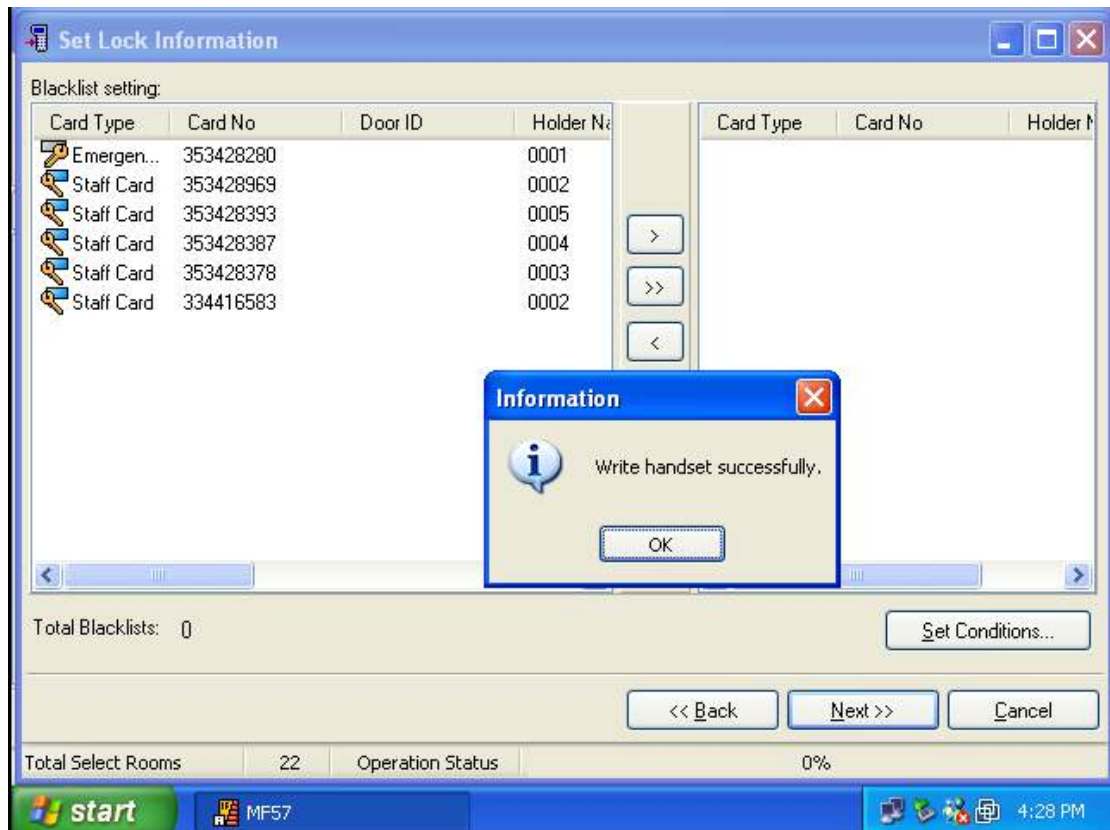 Set Lock Information
Blacklist setting:
Card Type Card No Door ID Holder Na
Emergen... 353428280 0001
Staff Card 353428969 0002
Staff Card 353428393 0005
Staff Card 353428387 0004
Staff Card 353428378 0003
Staff Card 334416583 0002
>
>>
<
Card Type Card No Holder N
Information
Write handset successfully.
OK
Total Blacklists: 0
Set Conditions...
<< Back Next >> Cancel
Total Select Rooms 22 Operation Status 0%
start MF57 4:28 PM